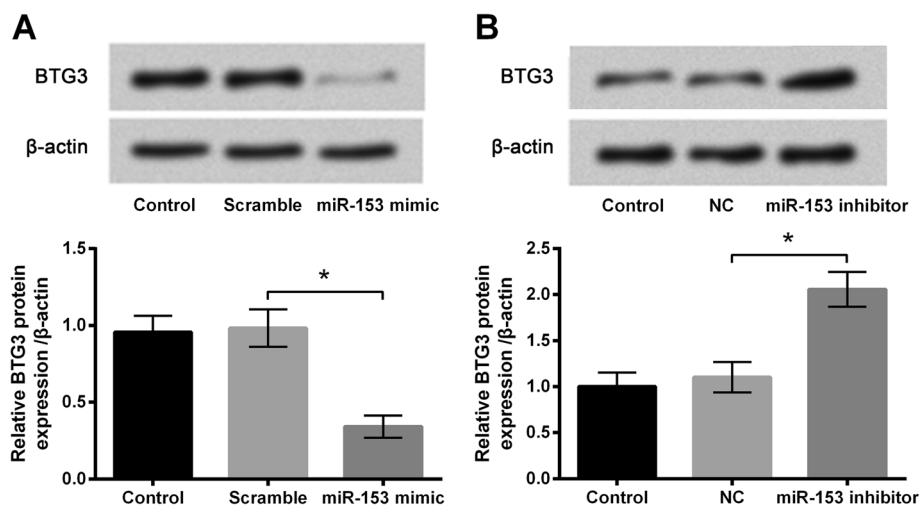 A
BTG3
β-actin
Control Scramble miR-153 mimic
Relative BTG3 protein
expression /β-actin
1.5
1.0
0.5
0.0
*
Control Scramble miR-153 mimic
B
BTG3
β-actin
Control NC miR-153 inhibitor
Relative BTG3 protein
expression /β-actin
2.5
2.0
1.5
1.0
0.5
0.0
*
Control NC miR-153 inhibitor